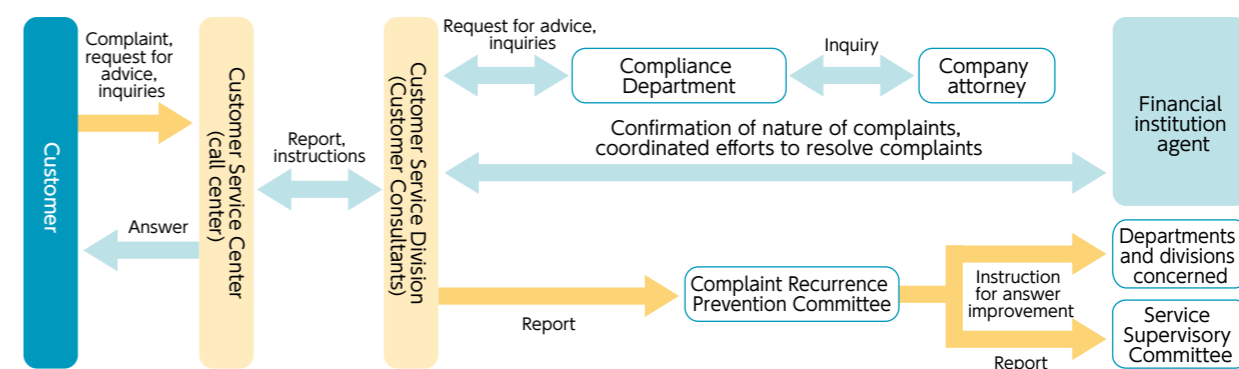 Customer
Complaint,
request for
advice,
inquiries
Answer
Customer Service Center
(call center)
Report,
instructions
Customer Service Division
(Customer Consultants)
Request for advice,
inquiries
Compliance
Department
Inquiry
Company
attorney
Confirmation of nature of complaints,
coordinated efforts to resolve complaints
Financial
institution
agent
Report
Complaint Recurrence
Prevention Committee
Instruction
for answer
improvement
Report
Departments
and divisions
concerned
Service
Supervisory
Committee